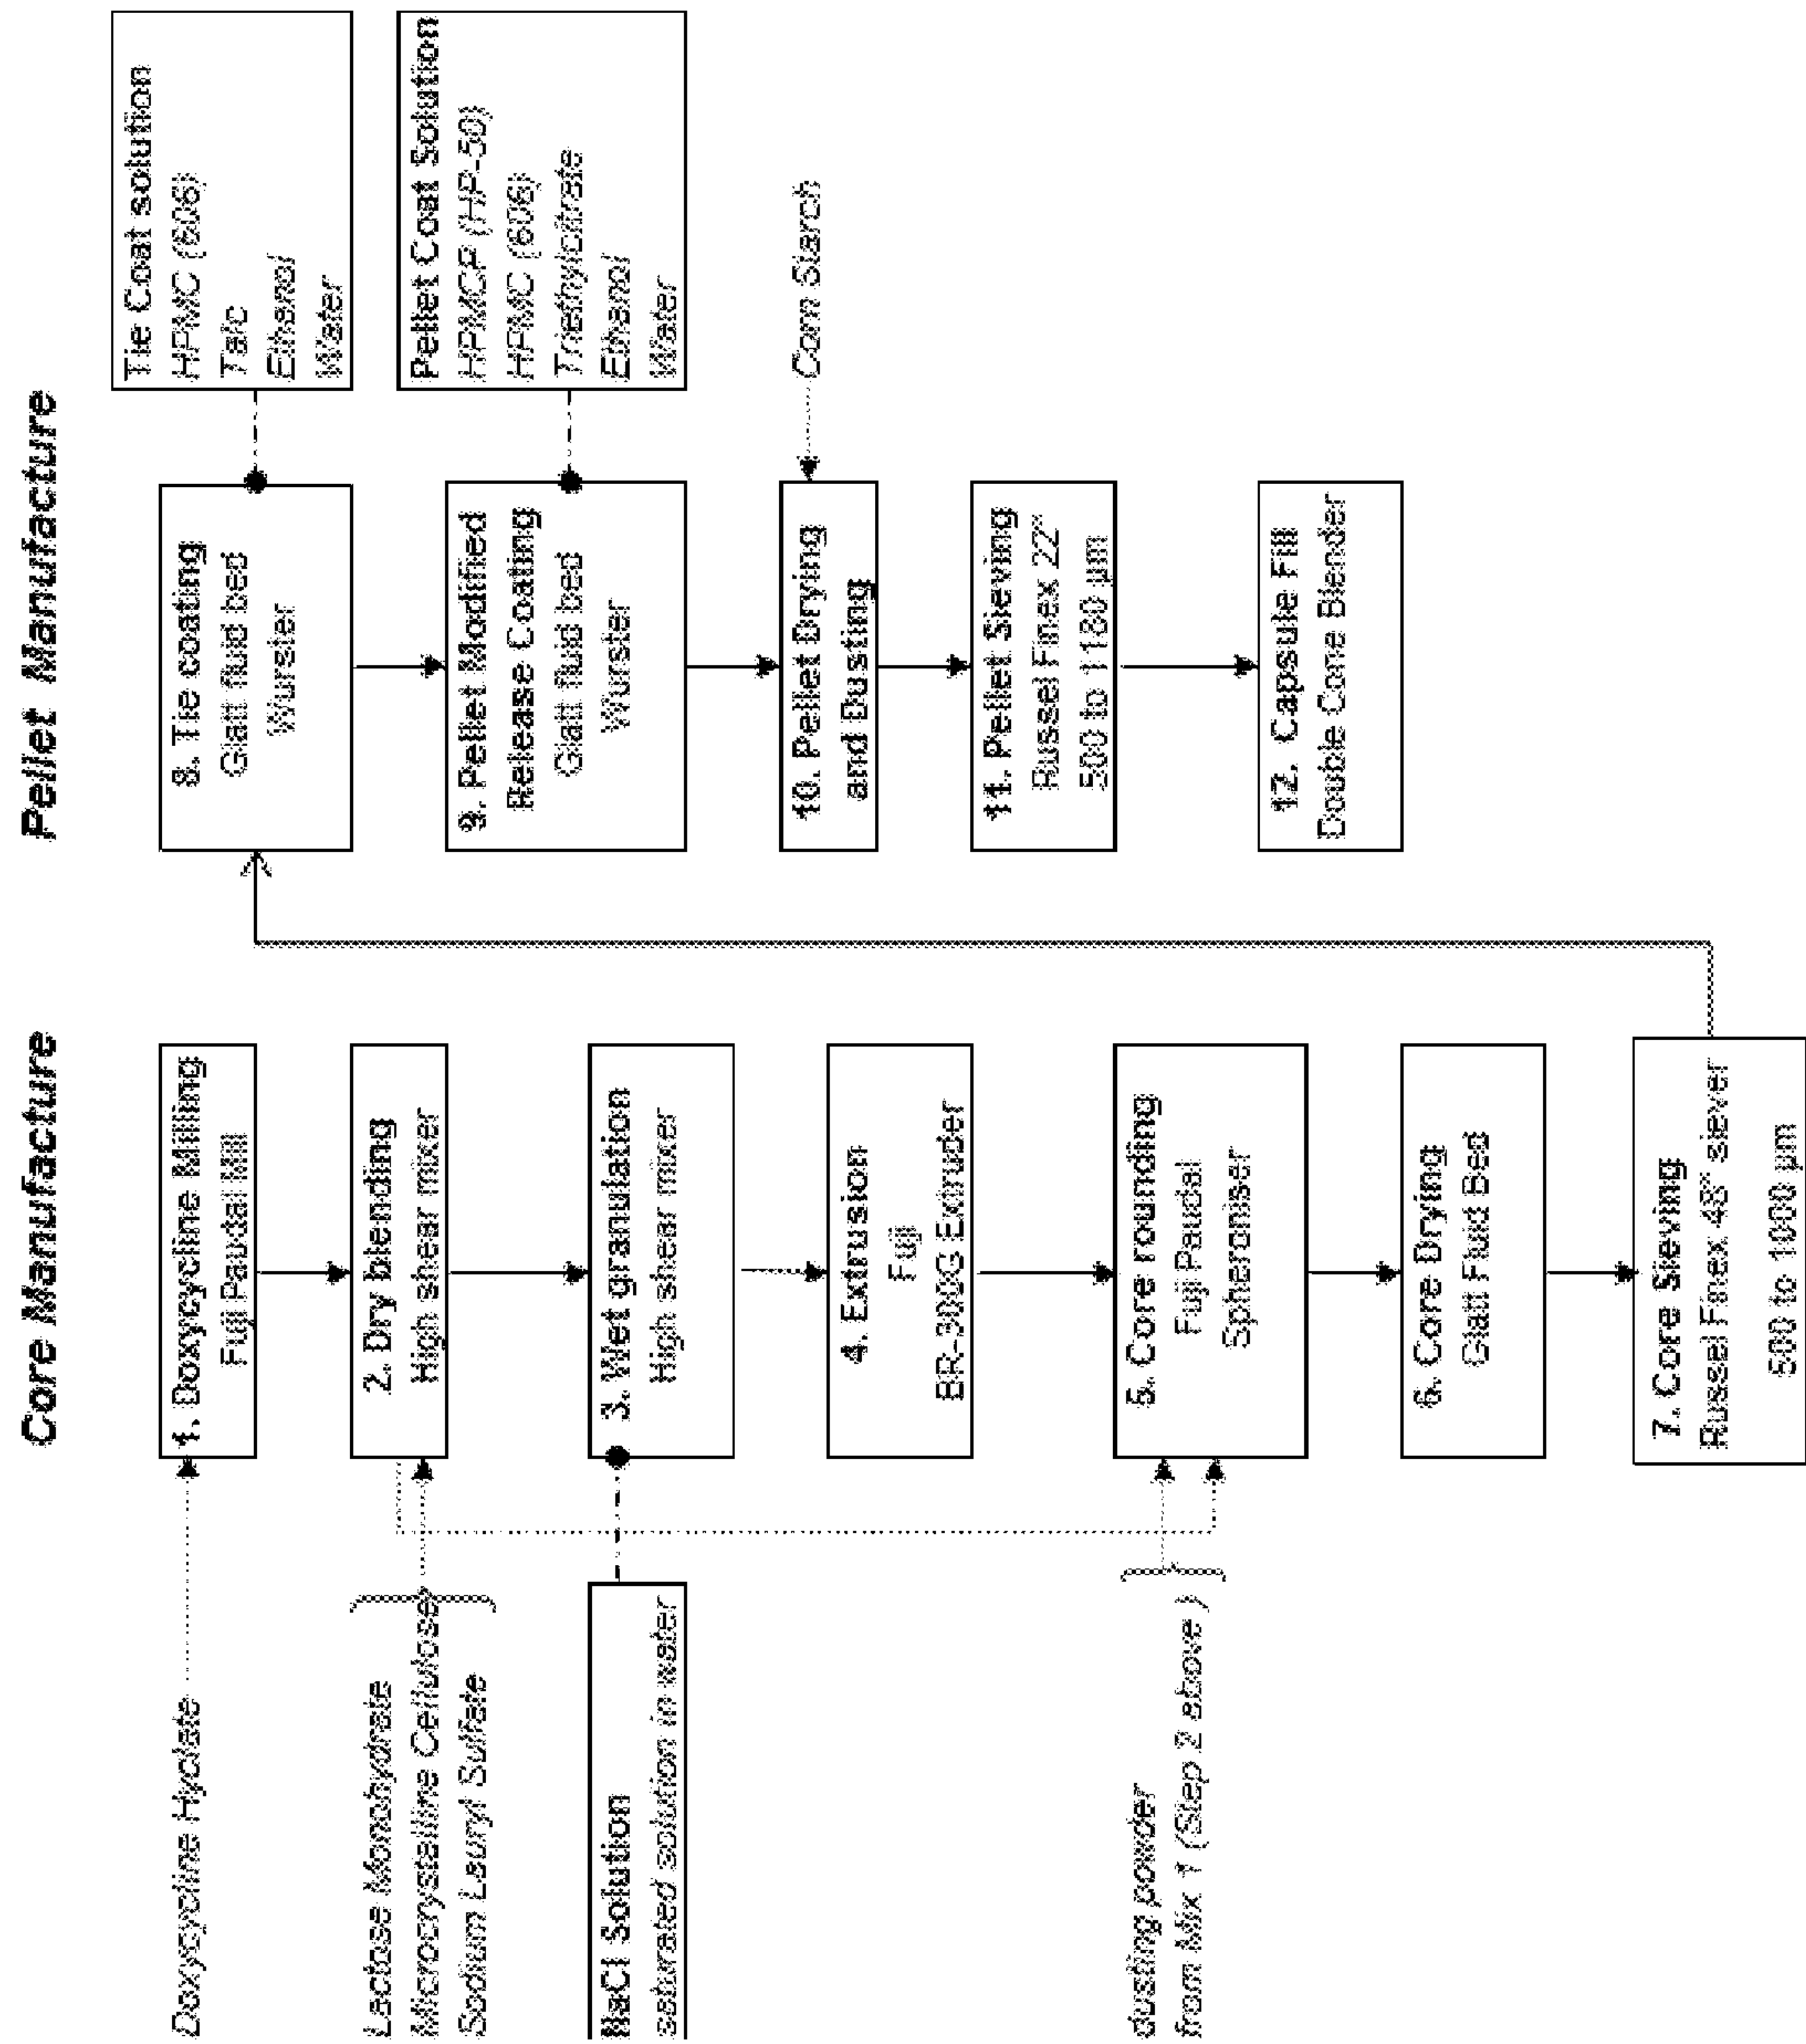 Core Manufacture
Doxycycline Hyclate
1. Doxycycline Milling
Fuji Paudal Mill
Lactose Monohydrate
Microcrystalline Cellulose
Sodium Lauryl Sulfate
2. Dry blending
High shear mixer
NaCl Solution
saturated solution in water
3. Wet granulation
High shear mixer
4. Extrusion
Fuji
BR-300G Extruder
dusting powder
from Mix 1 (Step 2 above )
5. Core rounding
Fuji Paudal
Spheroniser
6. Core Drying
Glatt Fluid Bed
7. Core Sieving
Russel Finex 48" siever
500 to 1000 µm
Pellet Manufacture
8. Tie coating
Glatt fluid bed
Wurster
Tie Coat solution
HPMC (606)
Talc
Ethanol
Water
9. Pellet Modified
Release Coating
Glatt fluid bed
Wurster
Pellet Coat Solution
HPMCP (HP-50)
HPMC (606)
Triethylcitrate
Ethanol
Water
10. Pellet Drying
and Dusting
Corn Starch
11. Pellet Sieving
Russel Finex 22"
500 to 1180 µm
12. Capsule Fill
Double Cone Blender